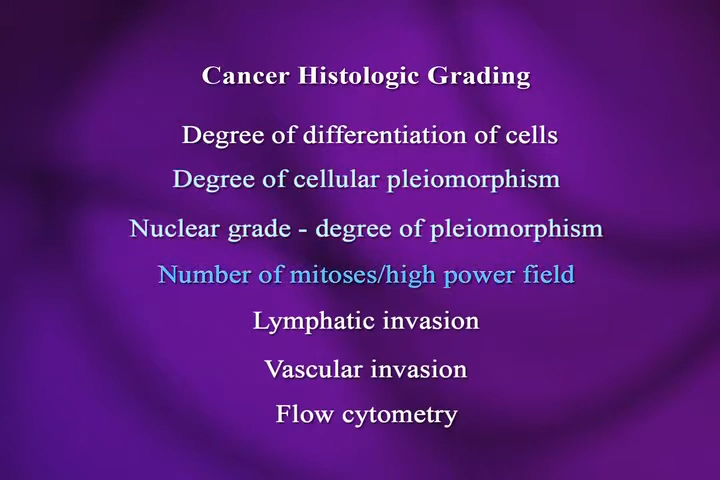 Cancer Histologic Grading
Degree of differentiation of cells
Degree of cellular pleiomorphism
Nuclear grade - degree of pleiomorphism
Number of mitoses/high power field
Lymphatic invasion
Vascular invasion
Flow cytometry